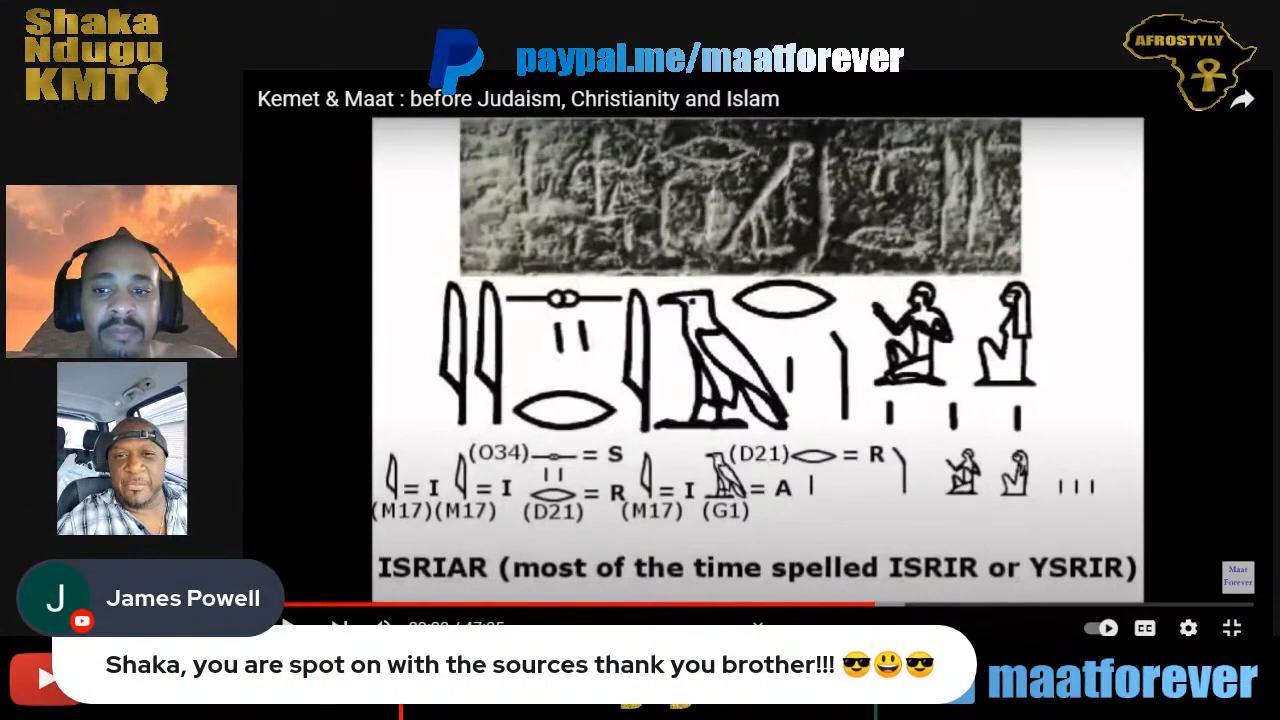 Shaka
Ndugu
KMT
paypal.me/maatforever
AFROSTYLY
Kemet & Maat : before Judaism, Christianity and Islam
(O34) = S
(D21) = R
= I = I = R = I = A
(M17)(M17) (D21) (M17) (G1)
ISRIAR (most of the time spelled ISRIR or YSRIR)
Maat
Forever
J James Powell
CC
Shaka, you are spot on with the sources thank you brother!!! 😎😃😎
maatforever